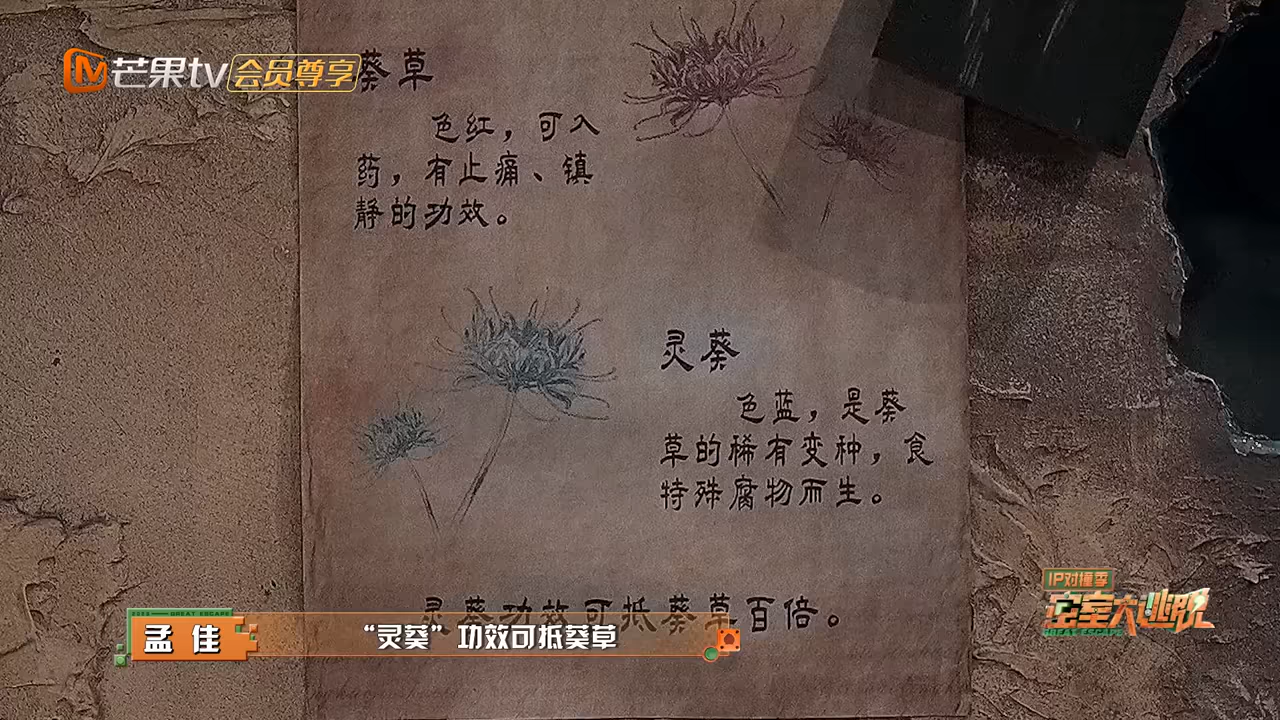 芒果tv 会员尊享
葵草
色红，可入
药，有止痛、镇
静的功效。
灵葵
色蓝，是葵
草的稀有变种，食
特殊腐物而生。
灵葵功效可抵葵草百倍。
孟佳
“灵葵”功效可抵葵草
IP对撞季
密室大逃脱
GREAT ESCAPE